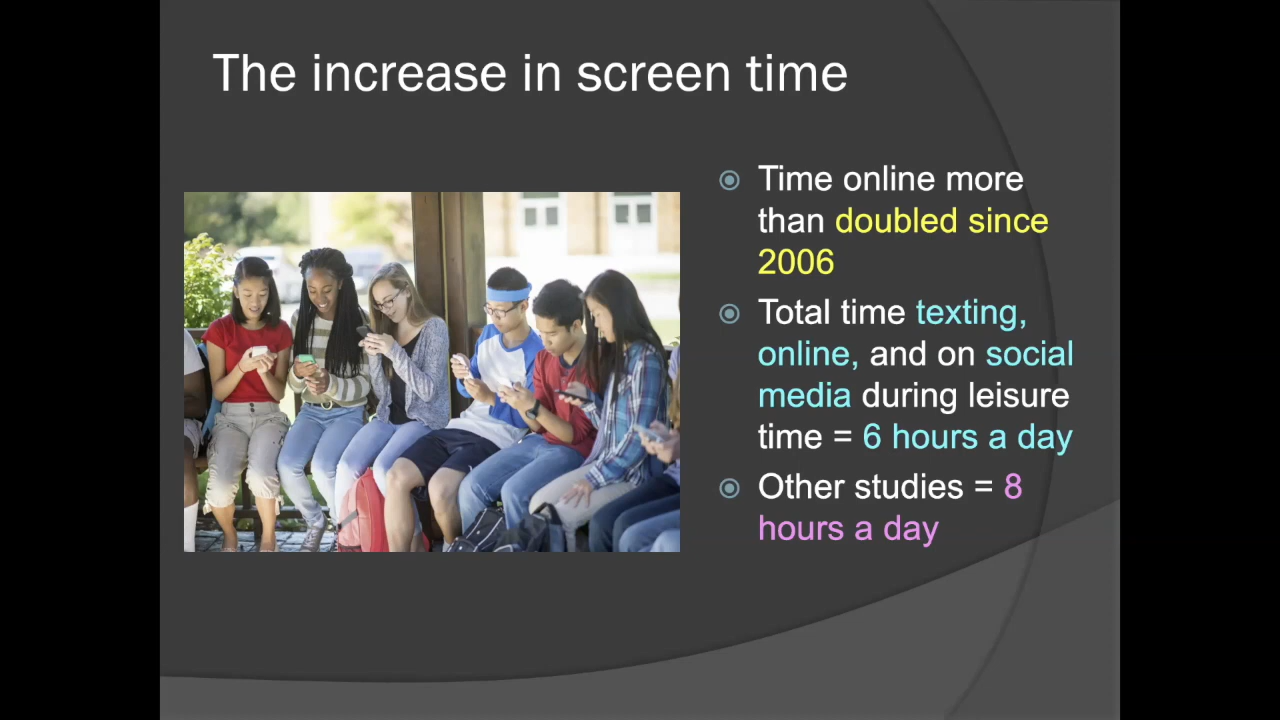 The increase in screen time
Time online more
than doubled since
2006
Total time texting,
online, and on social
media during leisure
time = 6 hours a day
Other studies = 8
hours a day